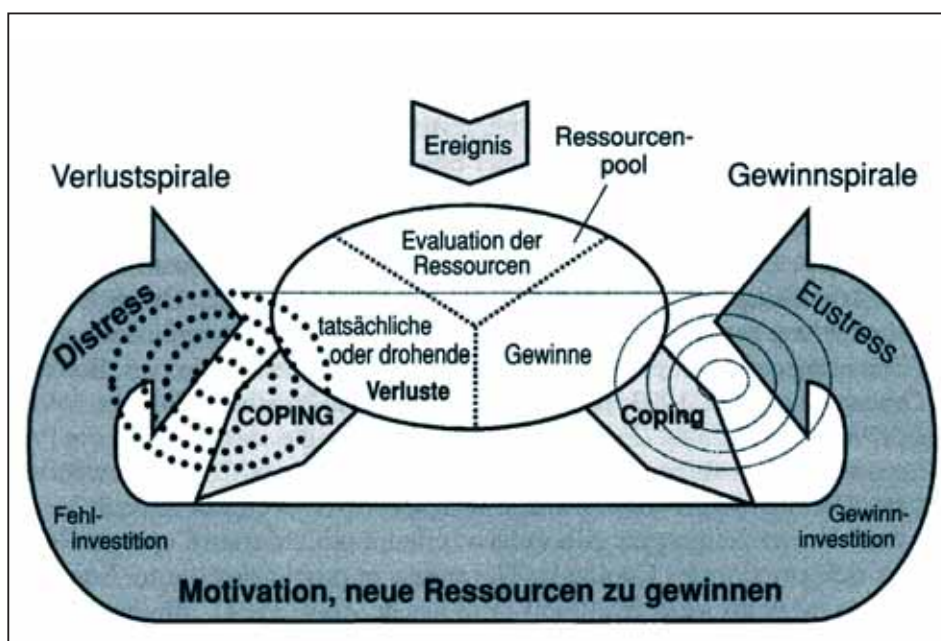 Ereignis
Ressourcen-
pool
Verlustspirale
Gewinnspirale
Evaluation der
Ressourcen
Distress
Eustress
tatsächliche
oder drohende
Verluste
Gewinne
COPING
Coping
Fehl-
investition
Gewinn-
investition
Motivation, neue Ressourcen zu gewinnen